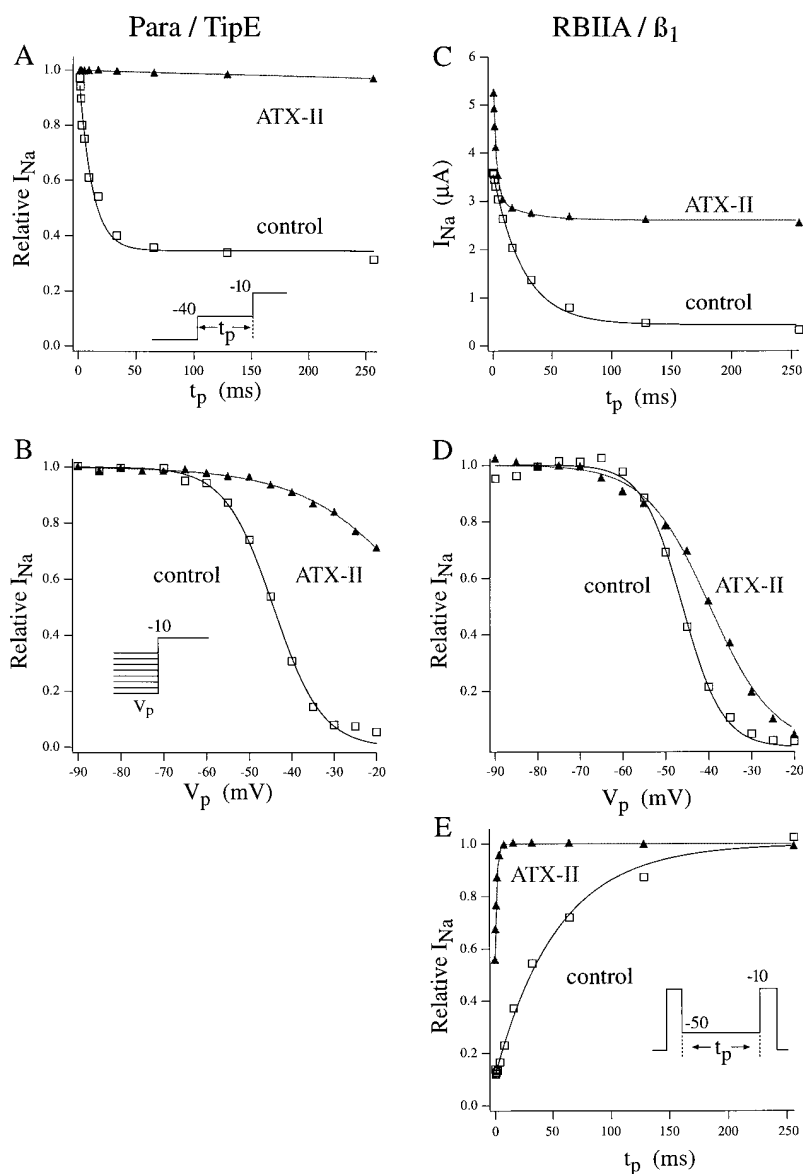 Para / TipE
A
Relative I_Na
1.0
0.8
0.6
0.4
0.2
0.0
ATX-II
control
-40
-10
t_p
0 50 100 150 200 250
t_p (ms)
B
Relative I_Na
1.0
0.8
0.6
0.4
0.2
0.0
control
ATX-II
-10
V_p
-90 -80 -70 -60 -50 -40 -30 -20
V_p (mV)
RBIIA / ß₁
C
I_Na (µA)
6
5
4
3
2
1
0
ATX-II
control
0 50 100 150 200 250
t_p (ms)
D
Relative I_Na
1.0
0.8
0.6
0.4
0.2
control
ATX-II
-90 -80 -70 -60 -50 -40 -30 -20
V_p (mV)
E
Relative I_Na
1.0
0.8
0.6
0.4
0.2
0.0
ATX-II
control
-50
-10
t_p
0 50 100 150 200 250
t_p (ms)